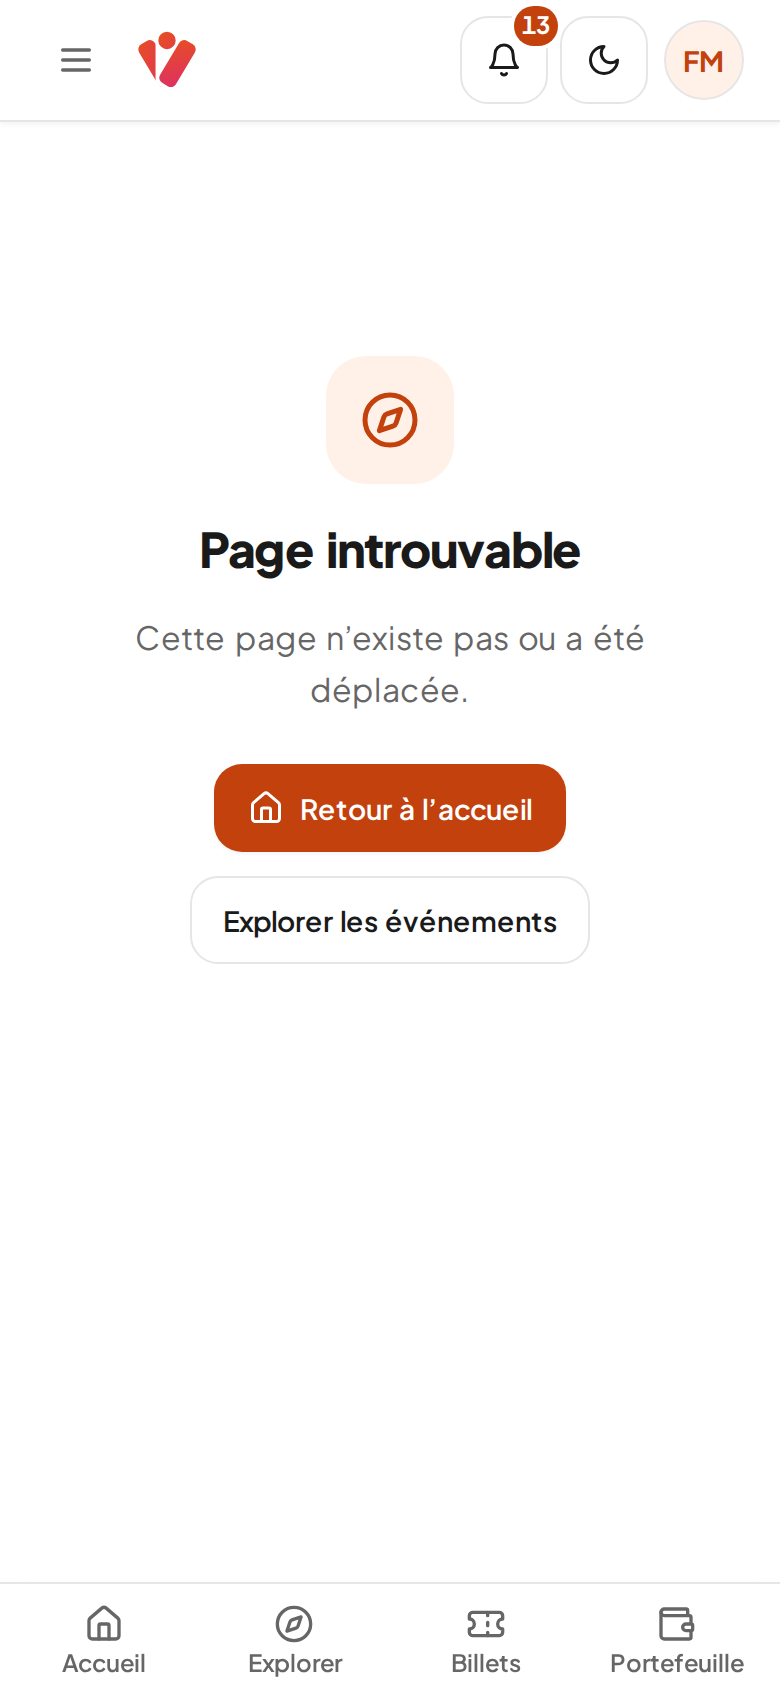 13
FM
Page introuvable
Cette page n’existe pas ou a été
déplacée.
Retour à l’accueil
Explorer les événements
Accueil
Explorer
Billets
Portefeuille